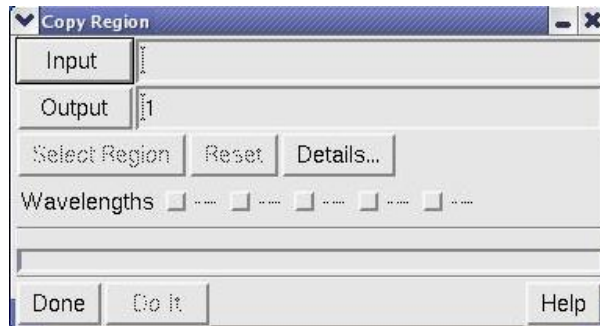 Copy Region
Input
Output 1
Select Region Reset Details...
Wavelengths --- --- --- --- ---
Done Do It Help